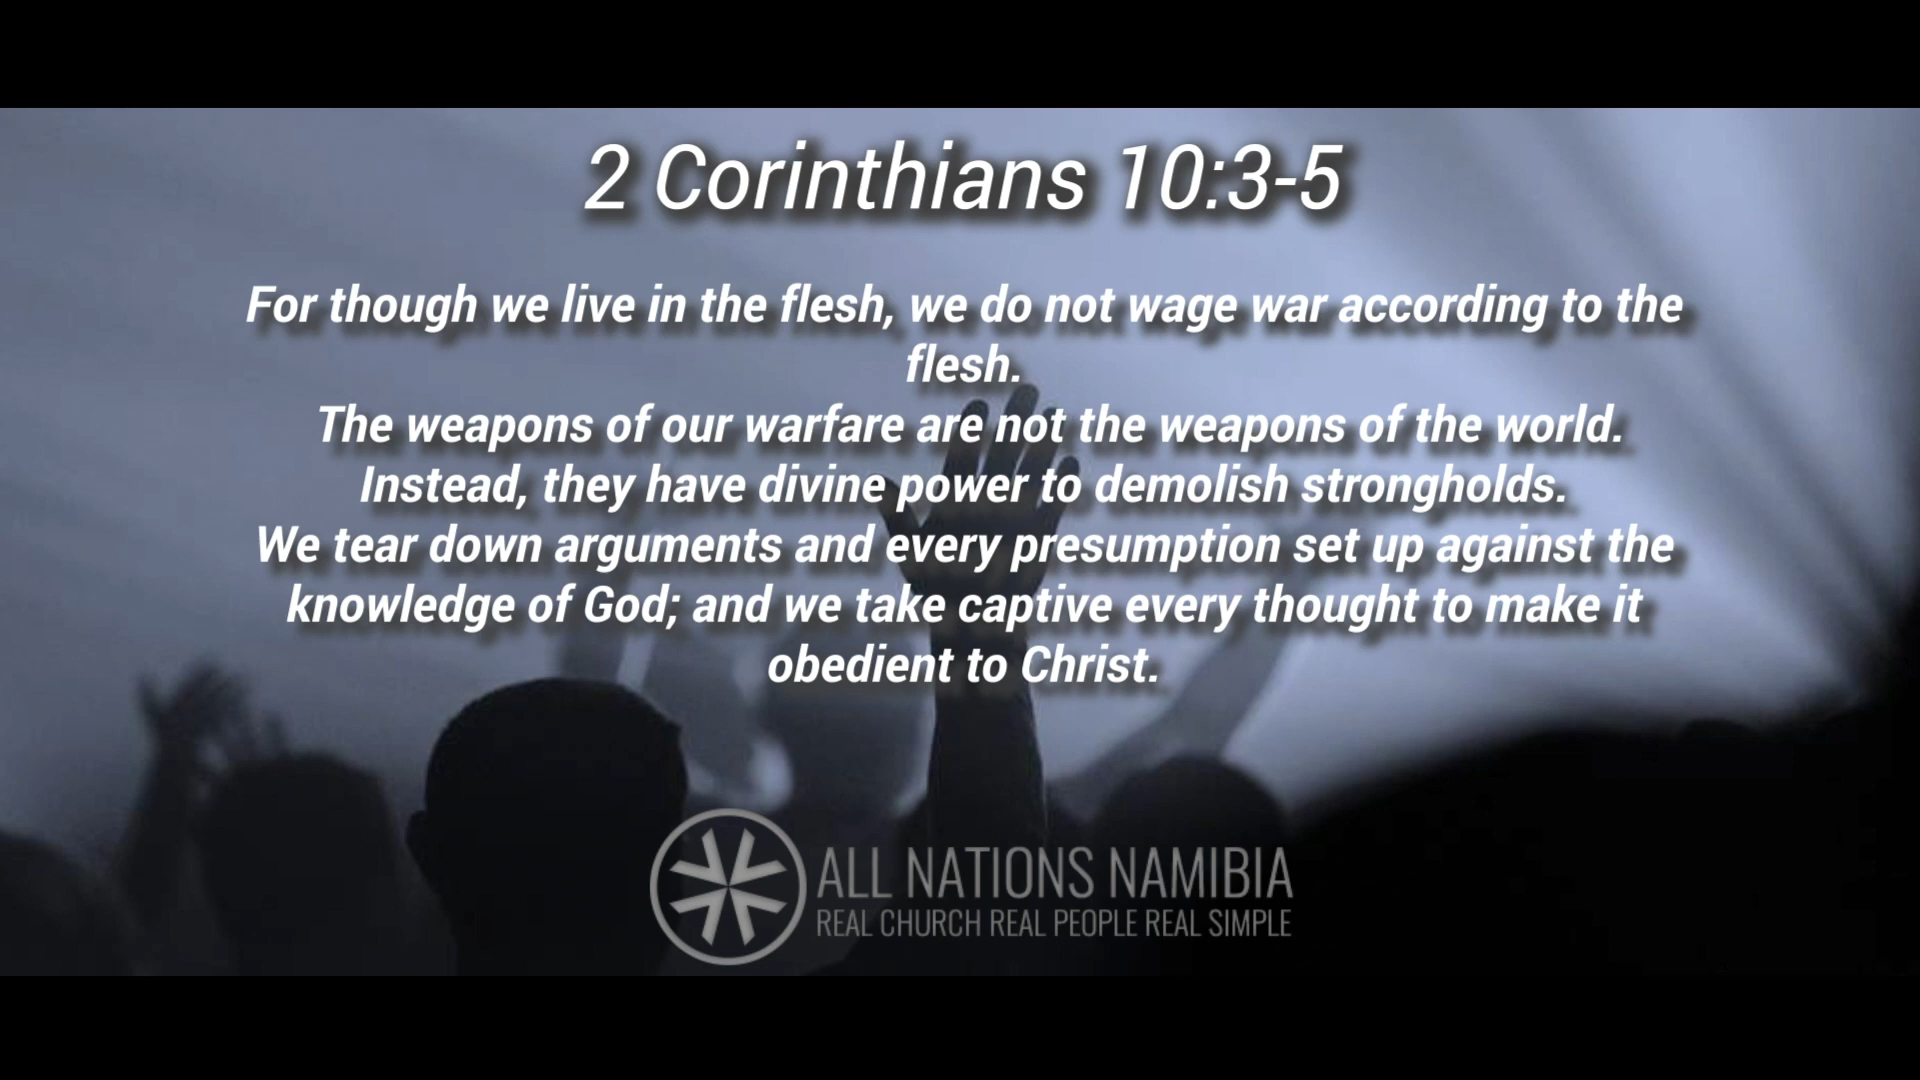 2 Corinthians 10:3-5
For though we live in the flesh, we do not wage war according to the
flesh.
The weapons of our warfare are not the weapons of the world.
Instead, they have divine power to demolish strongholds.
We tear down arguments and every presumption set up against the
knowledge of God; and we take captive every thought to make it
obedient to Christ.
ALL NATIONS NAMIBIA
REAL CHURCH REAL PEOPLE REAL SIMPLE